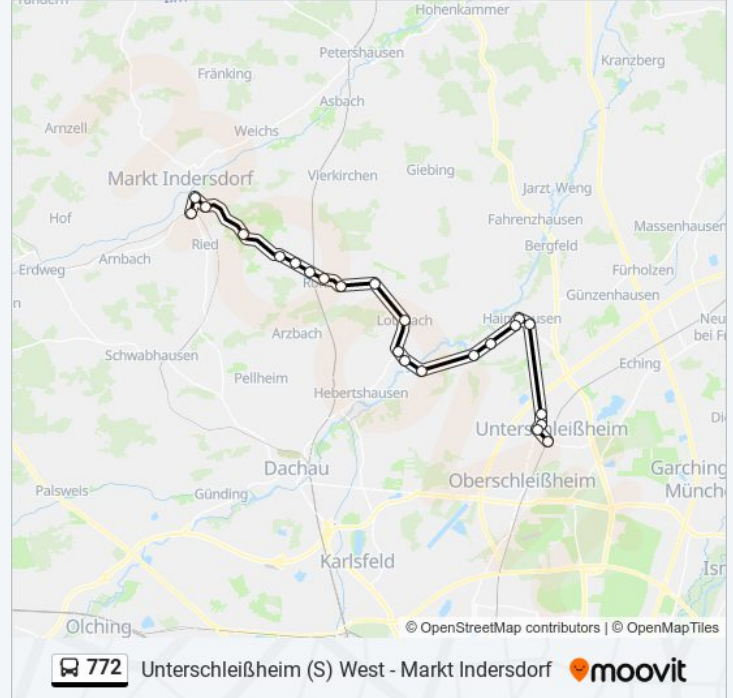 Hohenkammer
Petershausen
Kranzberg
Fränking
Asbach
Arnzell
Weichs
Markt Indersdorf
Vierkirchen
Giebing
Jarzt
Weng
Hof
Fahrenzhausen
Massenhausen
Ried
Bergfeld
Arnbach
Erdweg
Fürholzen
Günzenhausen
Arzbach
Schwabhausen
Eching
Pellheim
Hebertshausen
Unterschleißheim
Dachau
Oberschleißheim
Garching
Palsweis
Günding
Karlsfeld
Olching
© OpenStreetMap contributors | © OpenMapTiles
772 Unterschleißheim (S) West - Markt Indersdorf moovit